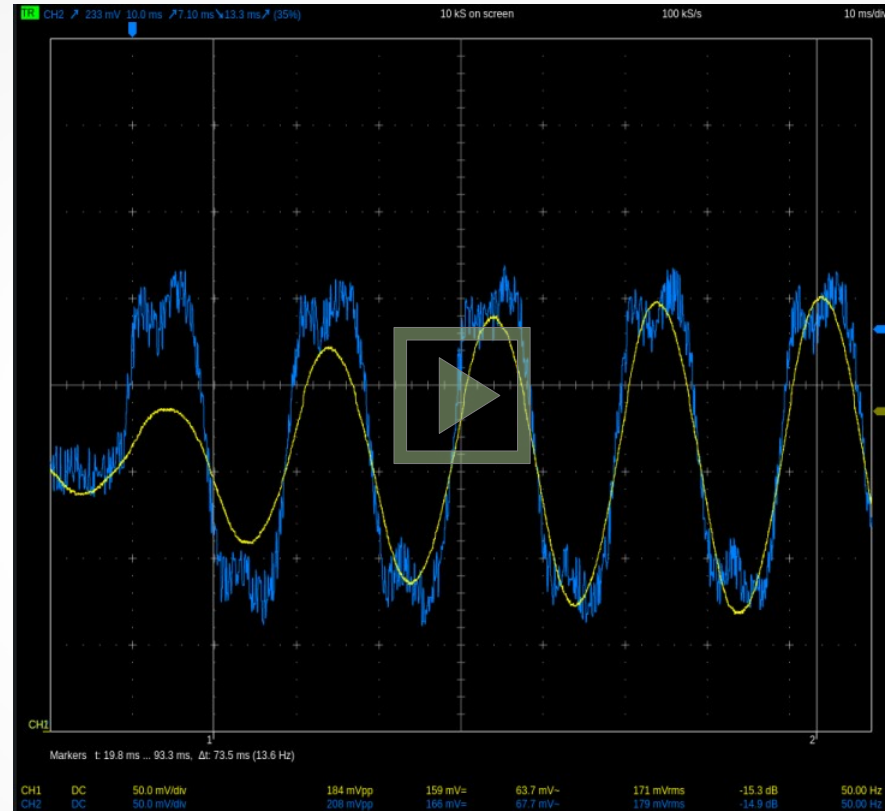 TR CH2 ↗ 233 mV 10.0 ms ↗7.10 ms↘13.3 ms↗ (35%) 10 kS on screen 100 kS/s 10 ms/div
CH1
1 2
Markers t: 19.8 ms ... 93.3 ms, Δt: 73.5 ms (13.6 Hz)
CH1 DC 50.0 mV/div 184 mVpp 159 mV= 63.7 mV~ 171 mVrms -15.3 dB 50.00 Hz
CH2 DC 50.0 mV/div 208 mVpp 166 mV= 67.7 mV~ 179 mVrms -14.9 dB 50.00 Hz